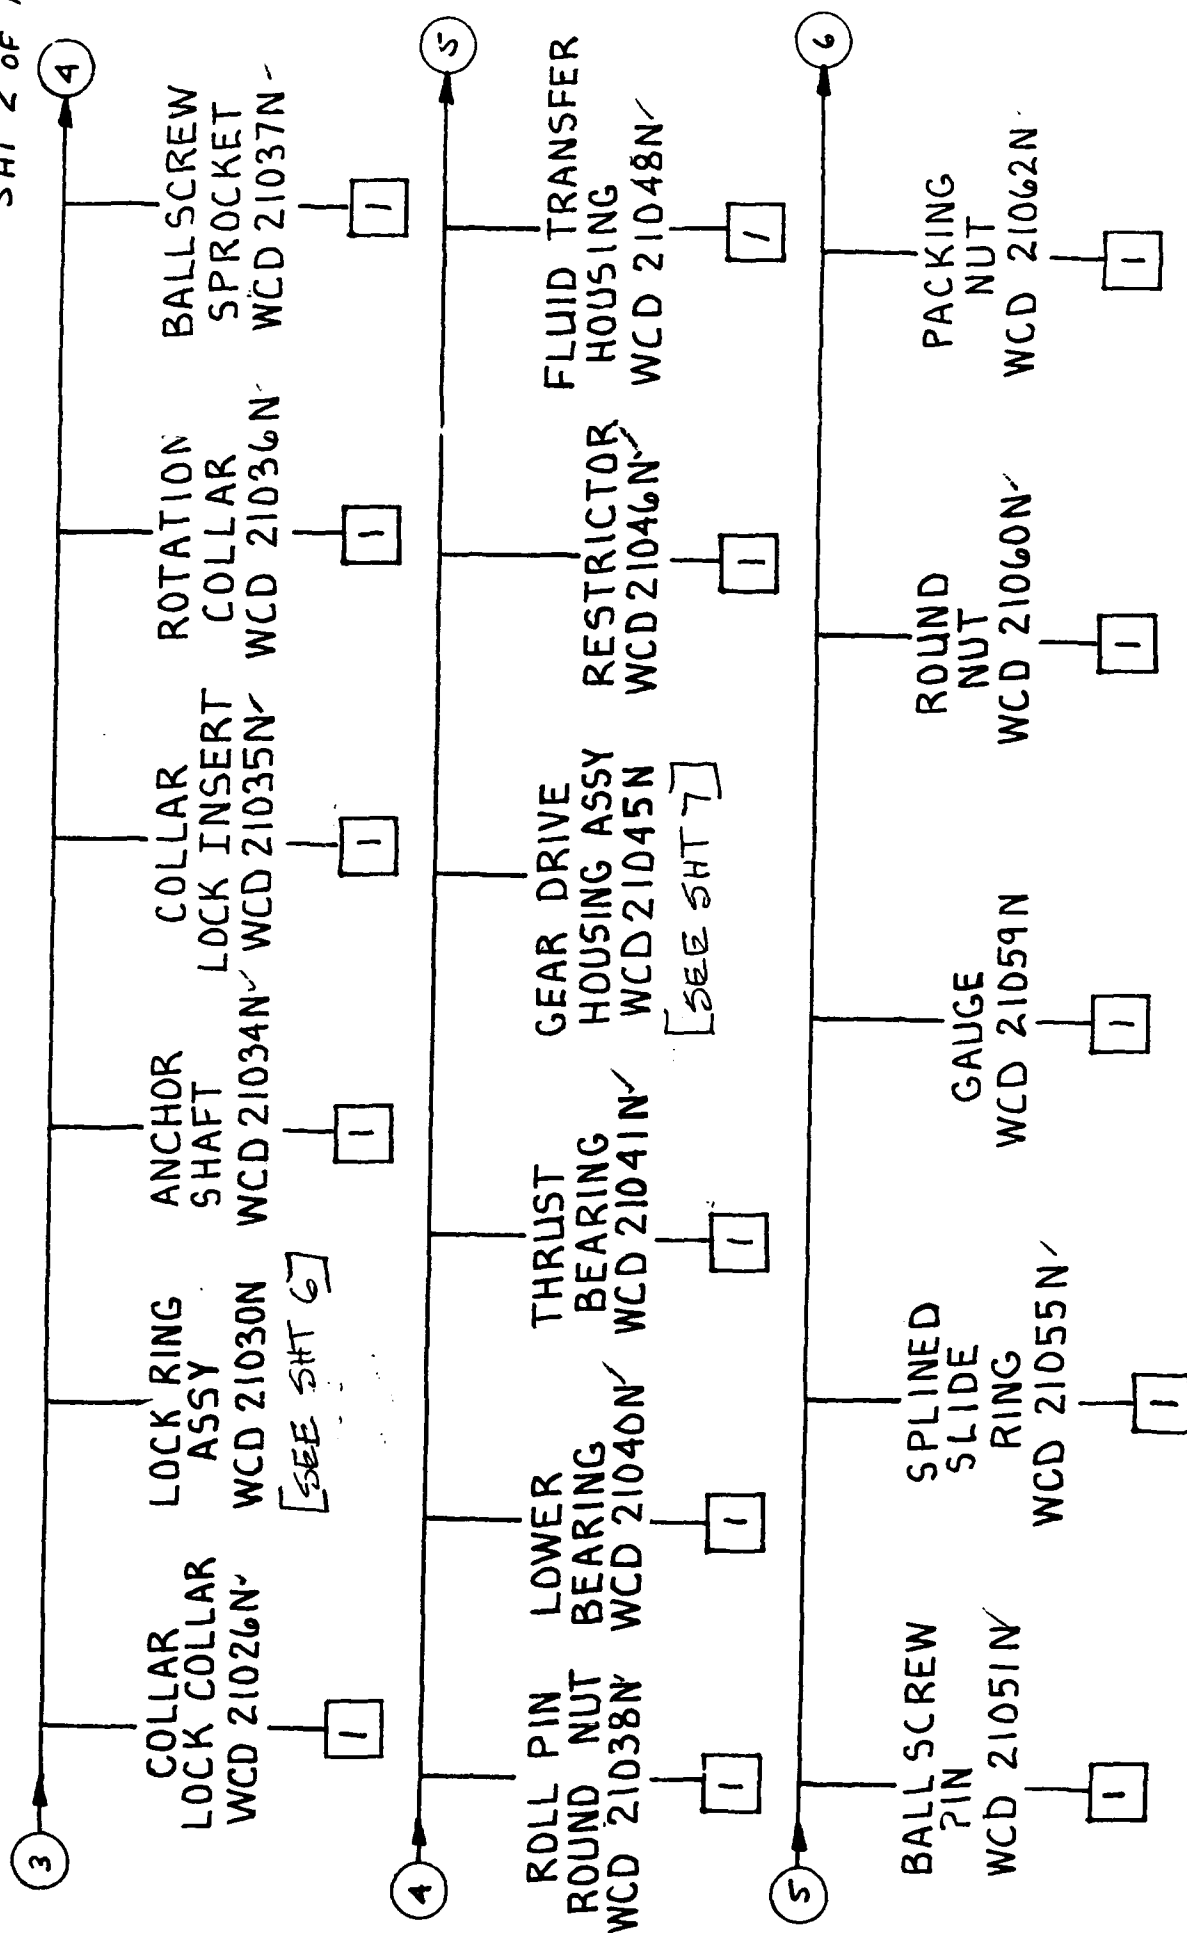 SHT 2 OF
3
COLLAR
LOCK COLLAR
WCD 21026N
1
LOCK RING
ASSY
WCD 21030N
[SEE SHT 6]
ANCHOR
SHAFT
WCD 21034N
1
COLLAR
LOCK INSERT
WCD 21035N
1
ROTATION
COLLAR
WCD 21036N
1
BALLSCREW
SPROCKET
WCD 21037N
1
4
4
ROLL PIN
ROUND NUT
WCD 21038N
1
LOWER
BEARING
WCD 21040N
1
THRUST
BEARING
WCD 21041N
1
GEAR DRIVE
HOUSING ASSY
WCD 21045N
[SEE SHT 7]
RESTRICTOR
WCD 21046N
1
FLUID TRANSFER
HOUSING
WCD 21048N
1
5
5
BALLSCREW
PIN
WCD 21051N
1
SPLINED
SLIDE
RING
WCD 21055N
1
GAUGE
WCD 21059N
1
ROUND
NUT
WCD 21060N
1
PACKING
NUT
WCD 21062N
1
6